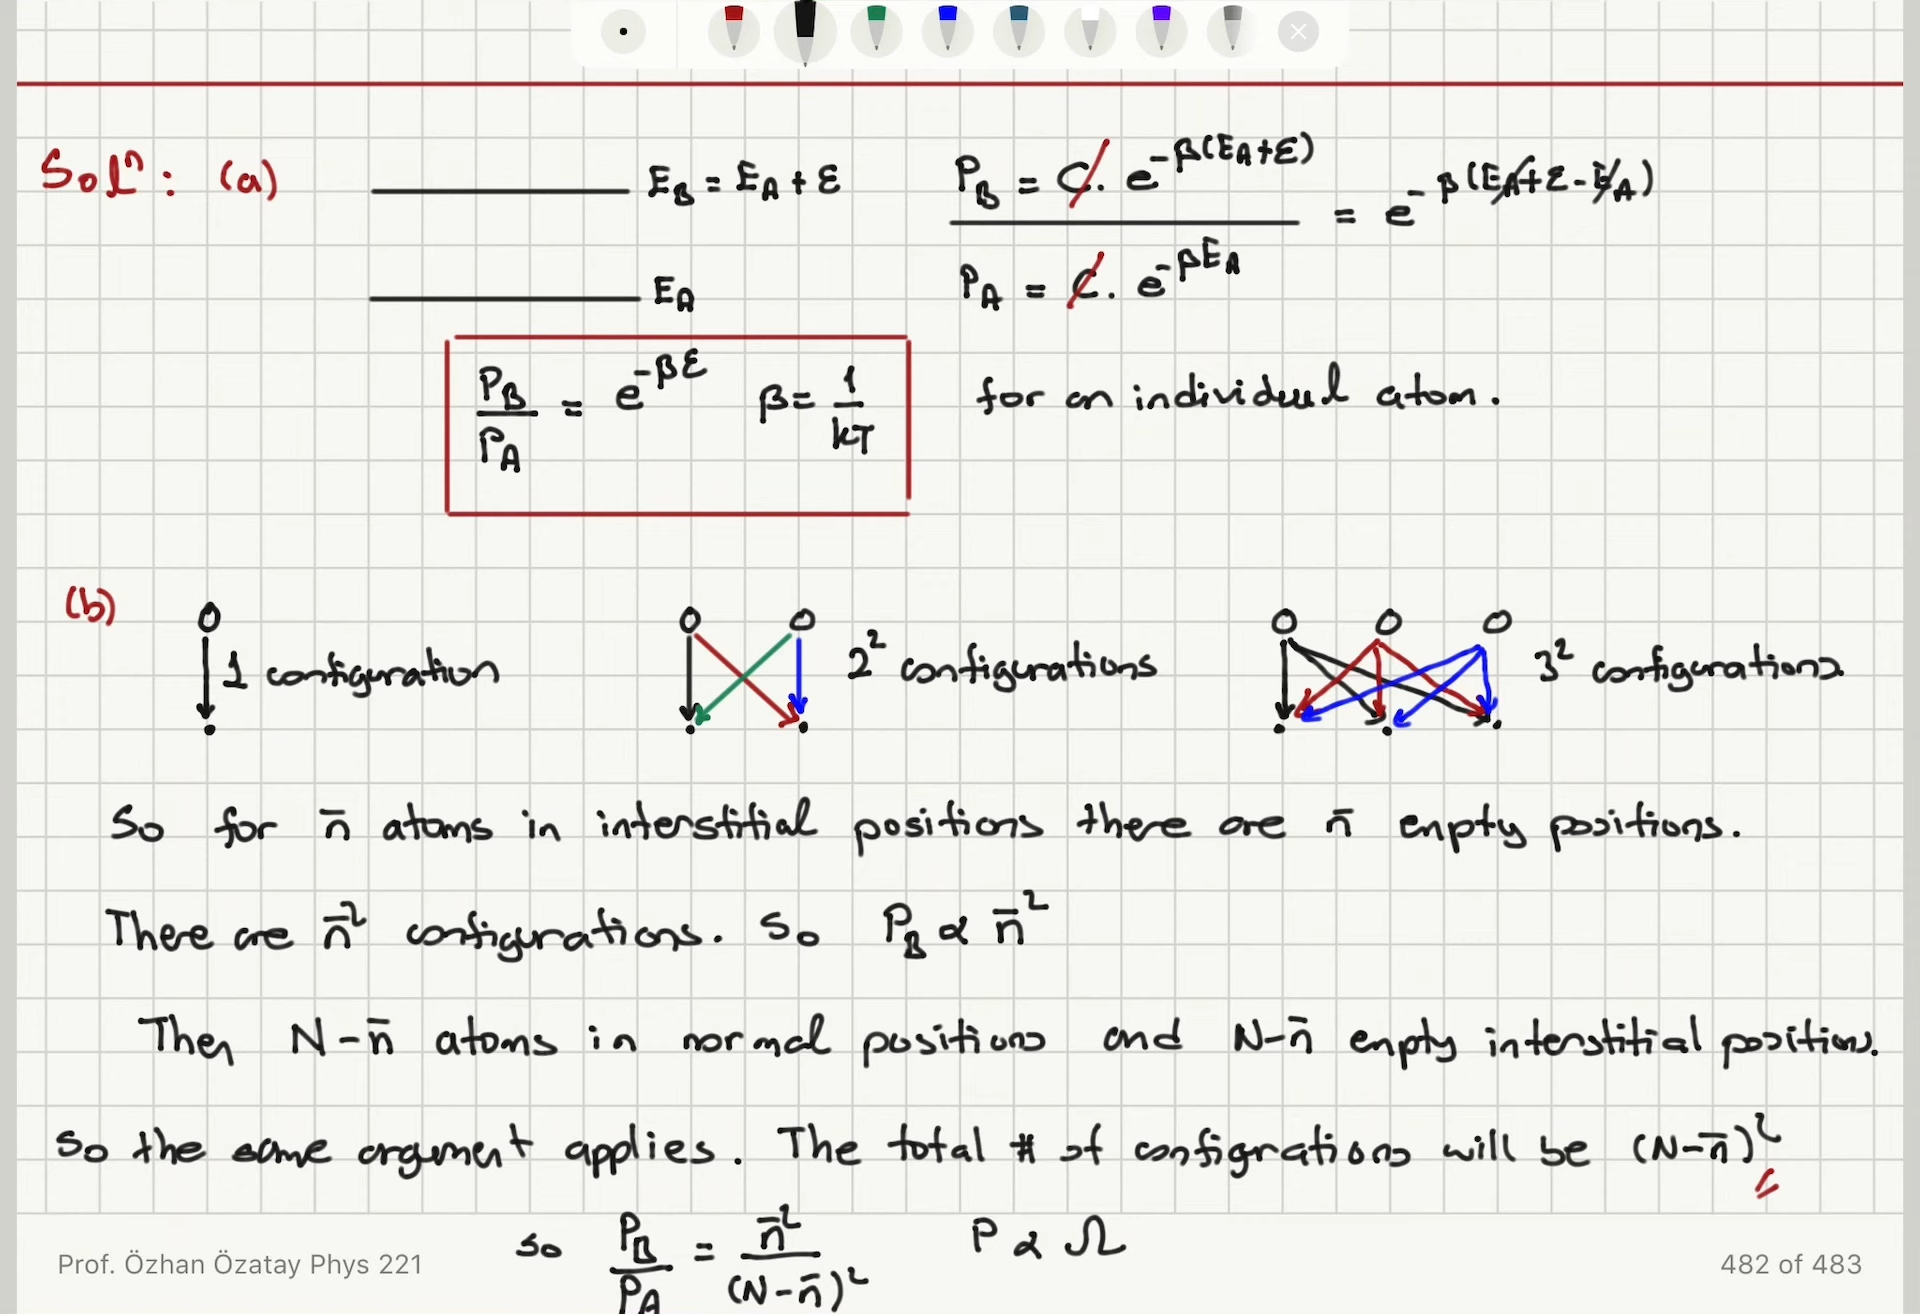 Solⁿ: (a) E_B = E_A + ε P_B = C. e^{-β(E_A+ε)} = e^{-β(E_A+ε-E_A)}
E_A P_A = C. e^{-βE_A}
P_B/P_A = e^{-βε} β = 1/kT for an individual atom.
(b) 1 configuration 2² configurations 3² configurations
So for n̄ atoms in interstitial positions there are n̄ empty positions.
There are n̄² configurations. So P_B α n̄²
Then N-n̄ atoms in normal positions and N-n̄ empty interstitial positions.
So the same argument applies. The total # of configrations will be (N-n̄)²
so P_B/P_A = n̄²/(N-n̄)² P α Ω
Prof. Özhan Özatay Phys 221 482 of 483